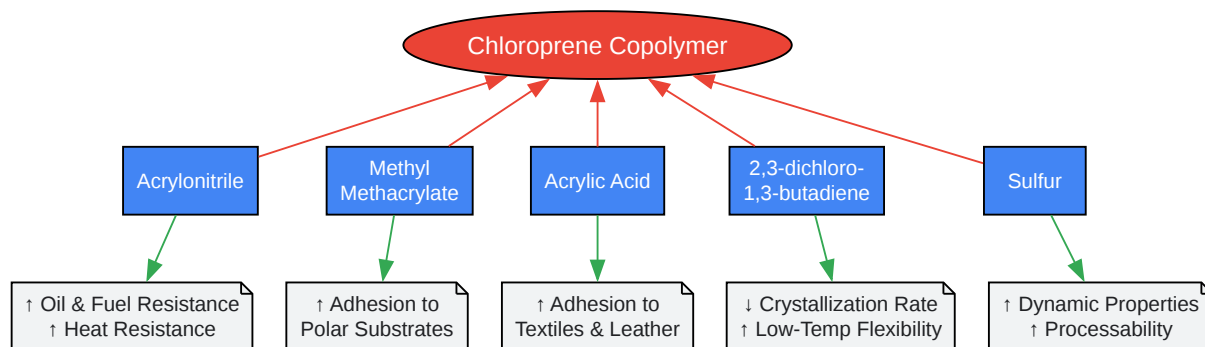 Chloroprene Copolymer
Acrylonitrile
Methyl
Methacrylate
Acrylic Acid
2,3-dichloro-
1,3-butadiene
Sulfur
↑ Oil & Fuel Resistance
↑ Heat Resistance
↑ Adhesion to
Polar Substrates
↑ Adhesion to
Textiles & Leather
↓ Crystallization Rate
↑ Low-Temp Flexibility
↑ Dynamic Properties
↑ Processability